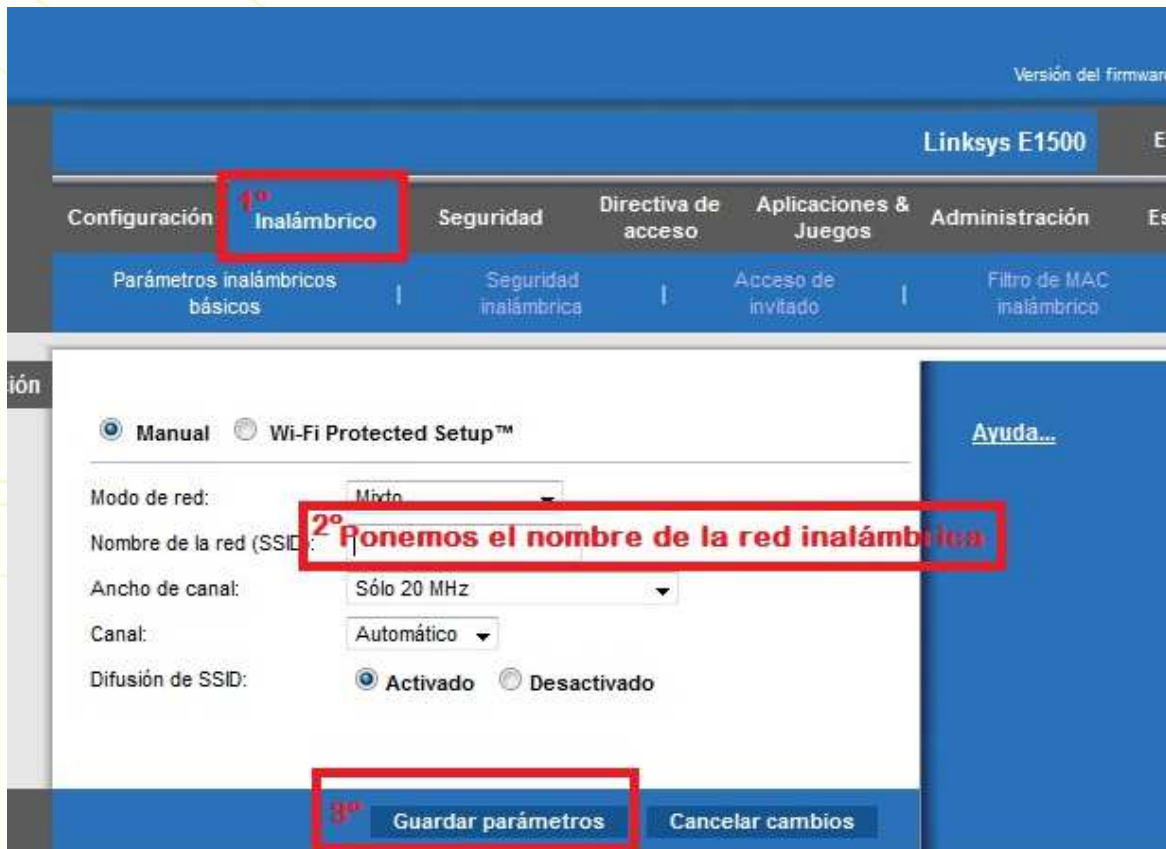 Versión del firmware
Linksys E1500
Configuración
1º
Inalámbrico
Seguridad
Directiva de
acceso
Aplicaciones &
Juegos
Administración
Parámetros inalámbricos
básicos
|
Seguridad
inalámbrica
|
Acceso de
invitado
|
Filtro de MAC
inalámbrico
ión
Manual
Wi-Fi Protected Setup™
Ayuda...
Modo de red:
Mixto
Nombre de la red (SSID):
2º Ponemos el nombre de la red inalámbrica
Ancho de canal:
Sólo 20 MHz
Canal:
Automático
Difusión de SSID:
Activado
Desactivado
3º
Guardar parámetros
Cancelar cambios